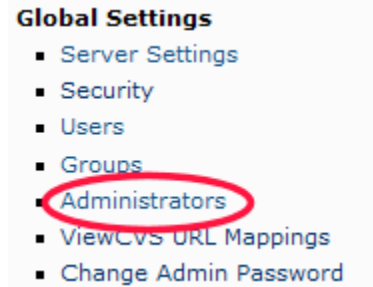 Global Settings
Server Settings
Security
Users
Groups
Administrators
ViewCVS URL Mappings
Change Admin Password